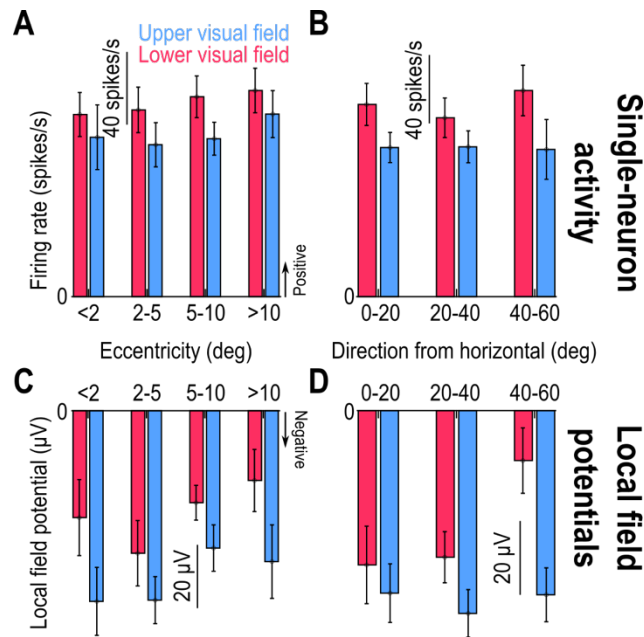 A
Upper visual field
Lower visual field
40 spikes/s
Firing rate (spikes/s)
0
Positive
<2 2-5 5-10 >10
Eccentricity (deg)
B
40 spikes/s
0
0-20 20-40 40-60
Direction from horizontal (deg)
Single-neuron
activity
C
<2 2-5 5-10 >10
0
Negative
Local field potential (µV)
20 µV
D
0-20 20-40 40-60
0
20 µV
Local field
potentials